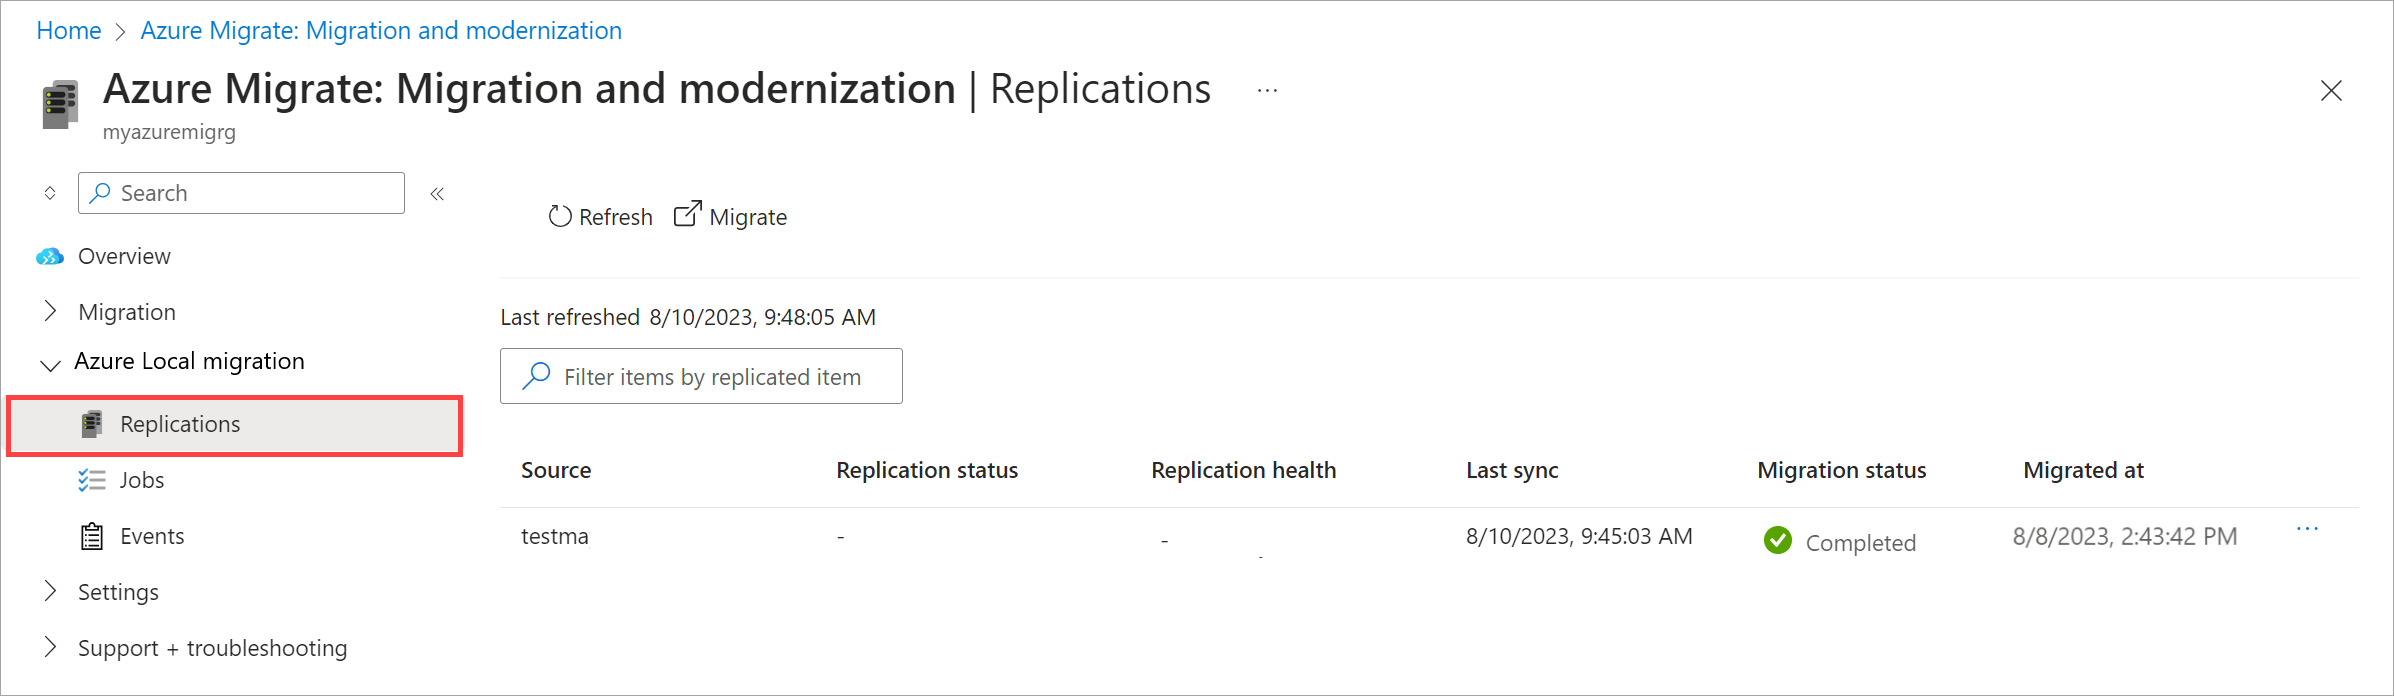 Home > Azure Migrate: Migration and modernization
Azure Migrate: Migration and modernization | Replications ...
myazuremigrg
Search
Overview
Migration
Azure Local migration
Replications
Jobs
Events
Settings
Support + troubleshooting
Refresh Migrate
Last refreshed 8/10/2023, 9:48:05 AM
Filter items by replicated item
Source Replication status Replication health Last sync Migration status Migrated at
testma - - 8/10/2023, 9:45:03 AM Completed 8/8/2023, 2:43:42 PM ...